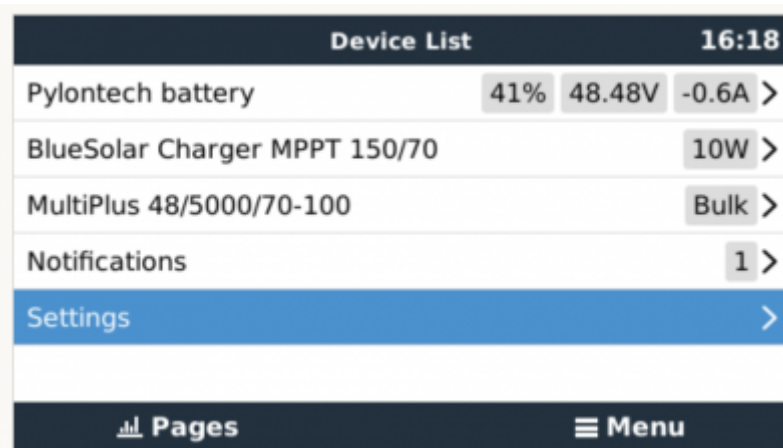 Device List 16:18
Pylontech battery 41% 48.48V -0.6A
BlueSolar Charger MPPT 150/70 10W
MultiPlus 48/5000/70-100 Bulk
Notifications 1
Settings
Pages Menu